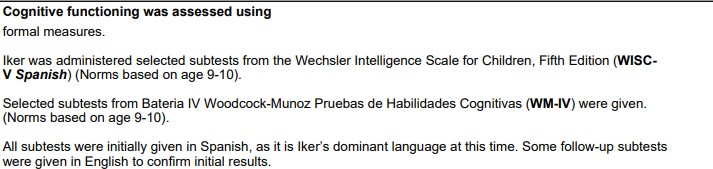 Cognitive functioning was assessed using
formal measures.
Iker was administered selected subtests from the Wechsler Intelligence Scale for Children, Fifth Edition (WISC-
V Spanish) (Norms based on age 9-10).
Selected subtests from Bateria IV Woodcock-Munoz Pruebas de Habilidades Cognitivas (WM-IV) were given.
(Norms based on age 9-10).
All subtests were initially given in Spanish, as it is Iker's dominant language at this time. Some follow-up subtests
were given in English to confirm initial results.